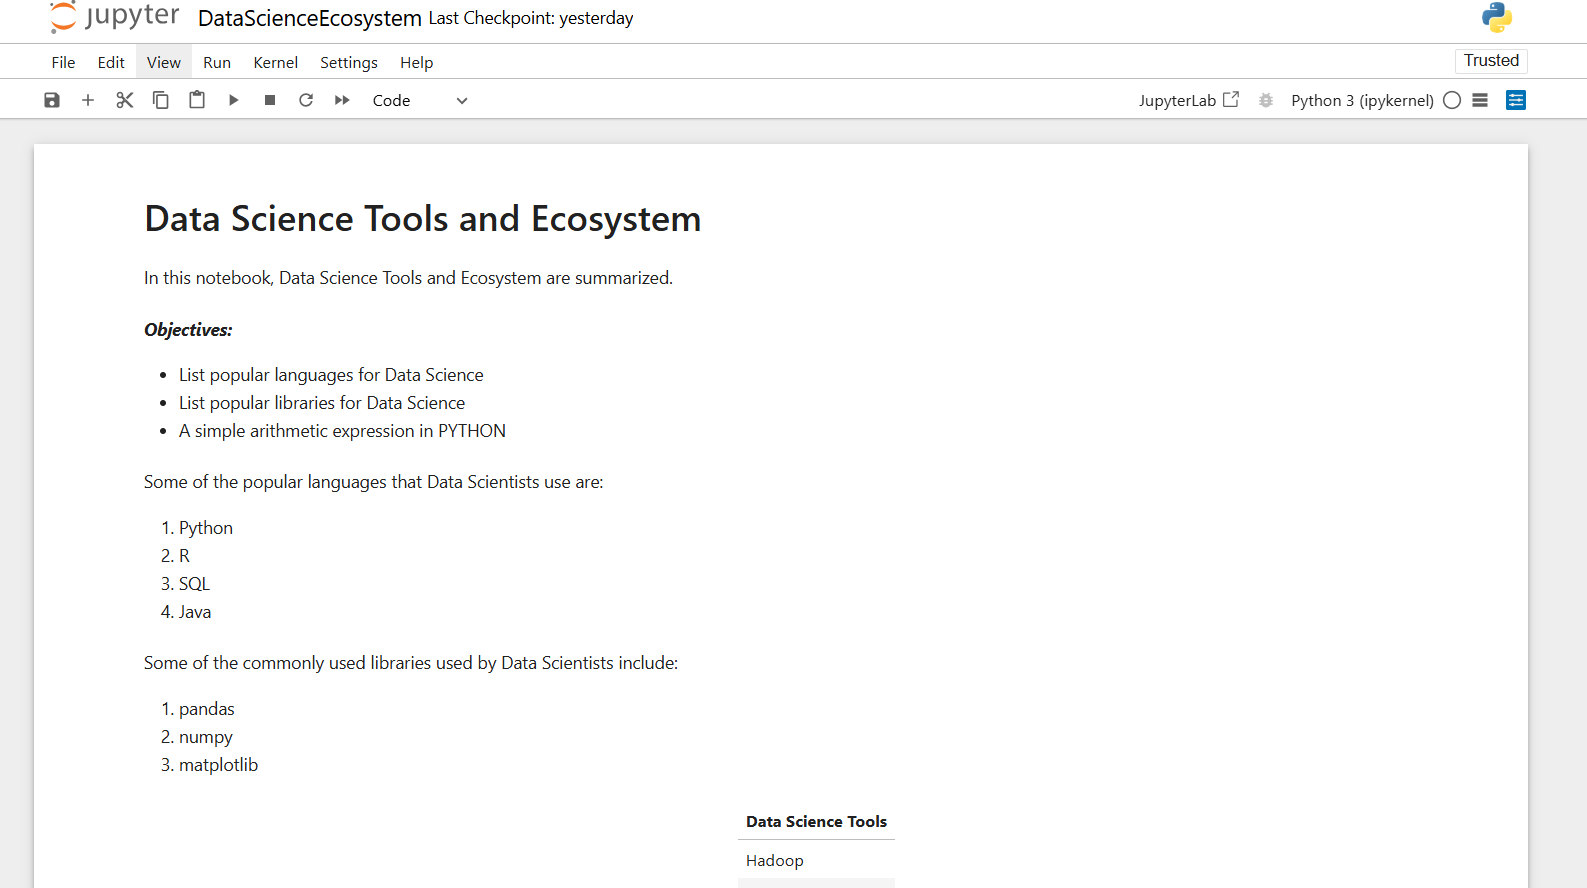 jupyter DataScienceEcosystem Last Checkpoint: yesterday
File Edit View Run Kernel Settings Help Trusted
Code JupyterLab Python 3 (ipykernel)
Data Science Tools and Ecosystem
In this notebook, Data Science Tools and Ecosystem are summarized.
Objectives:
• List popular languages for Data Science
• List popular libraries for Data Science
• A simple arithmetic expression in PYTHON
Some of the popular languages that Data Scientists use are:
1. Python
2. R
3. SQL
4. Java
Some of the commonly used libraries used by Data Scientists include:
1. pandas
2. numpy
3. matplotlib
Data Science Tools
Hadoop